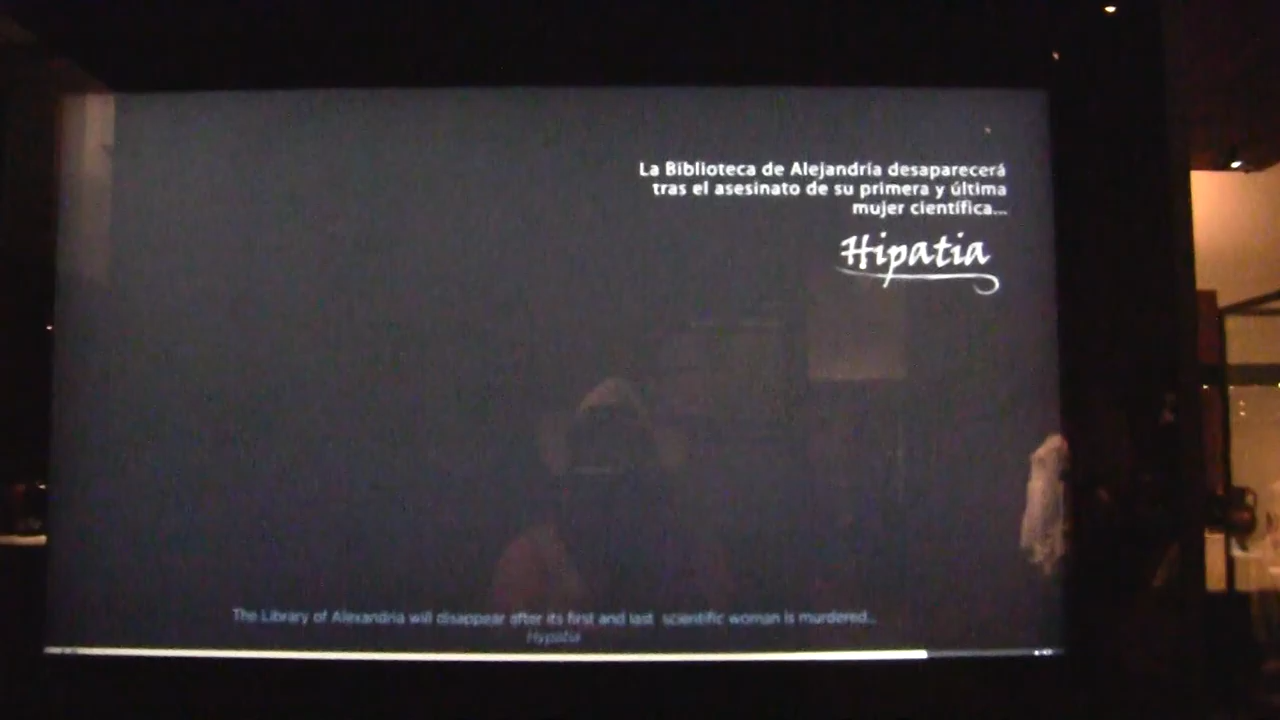 La Biblioteca de Alejandría desaparecerá
tras el asesinato de su primera y última
mujer científica...
Hipatia
The Library of Alexandria will disappear after its first and last scientific woman is murdered...
Hypatia